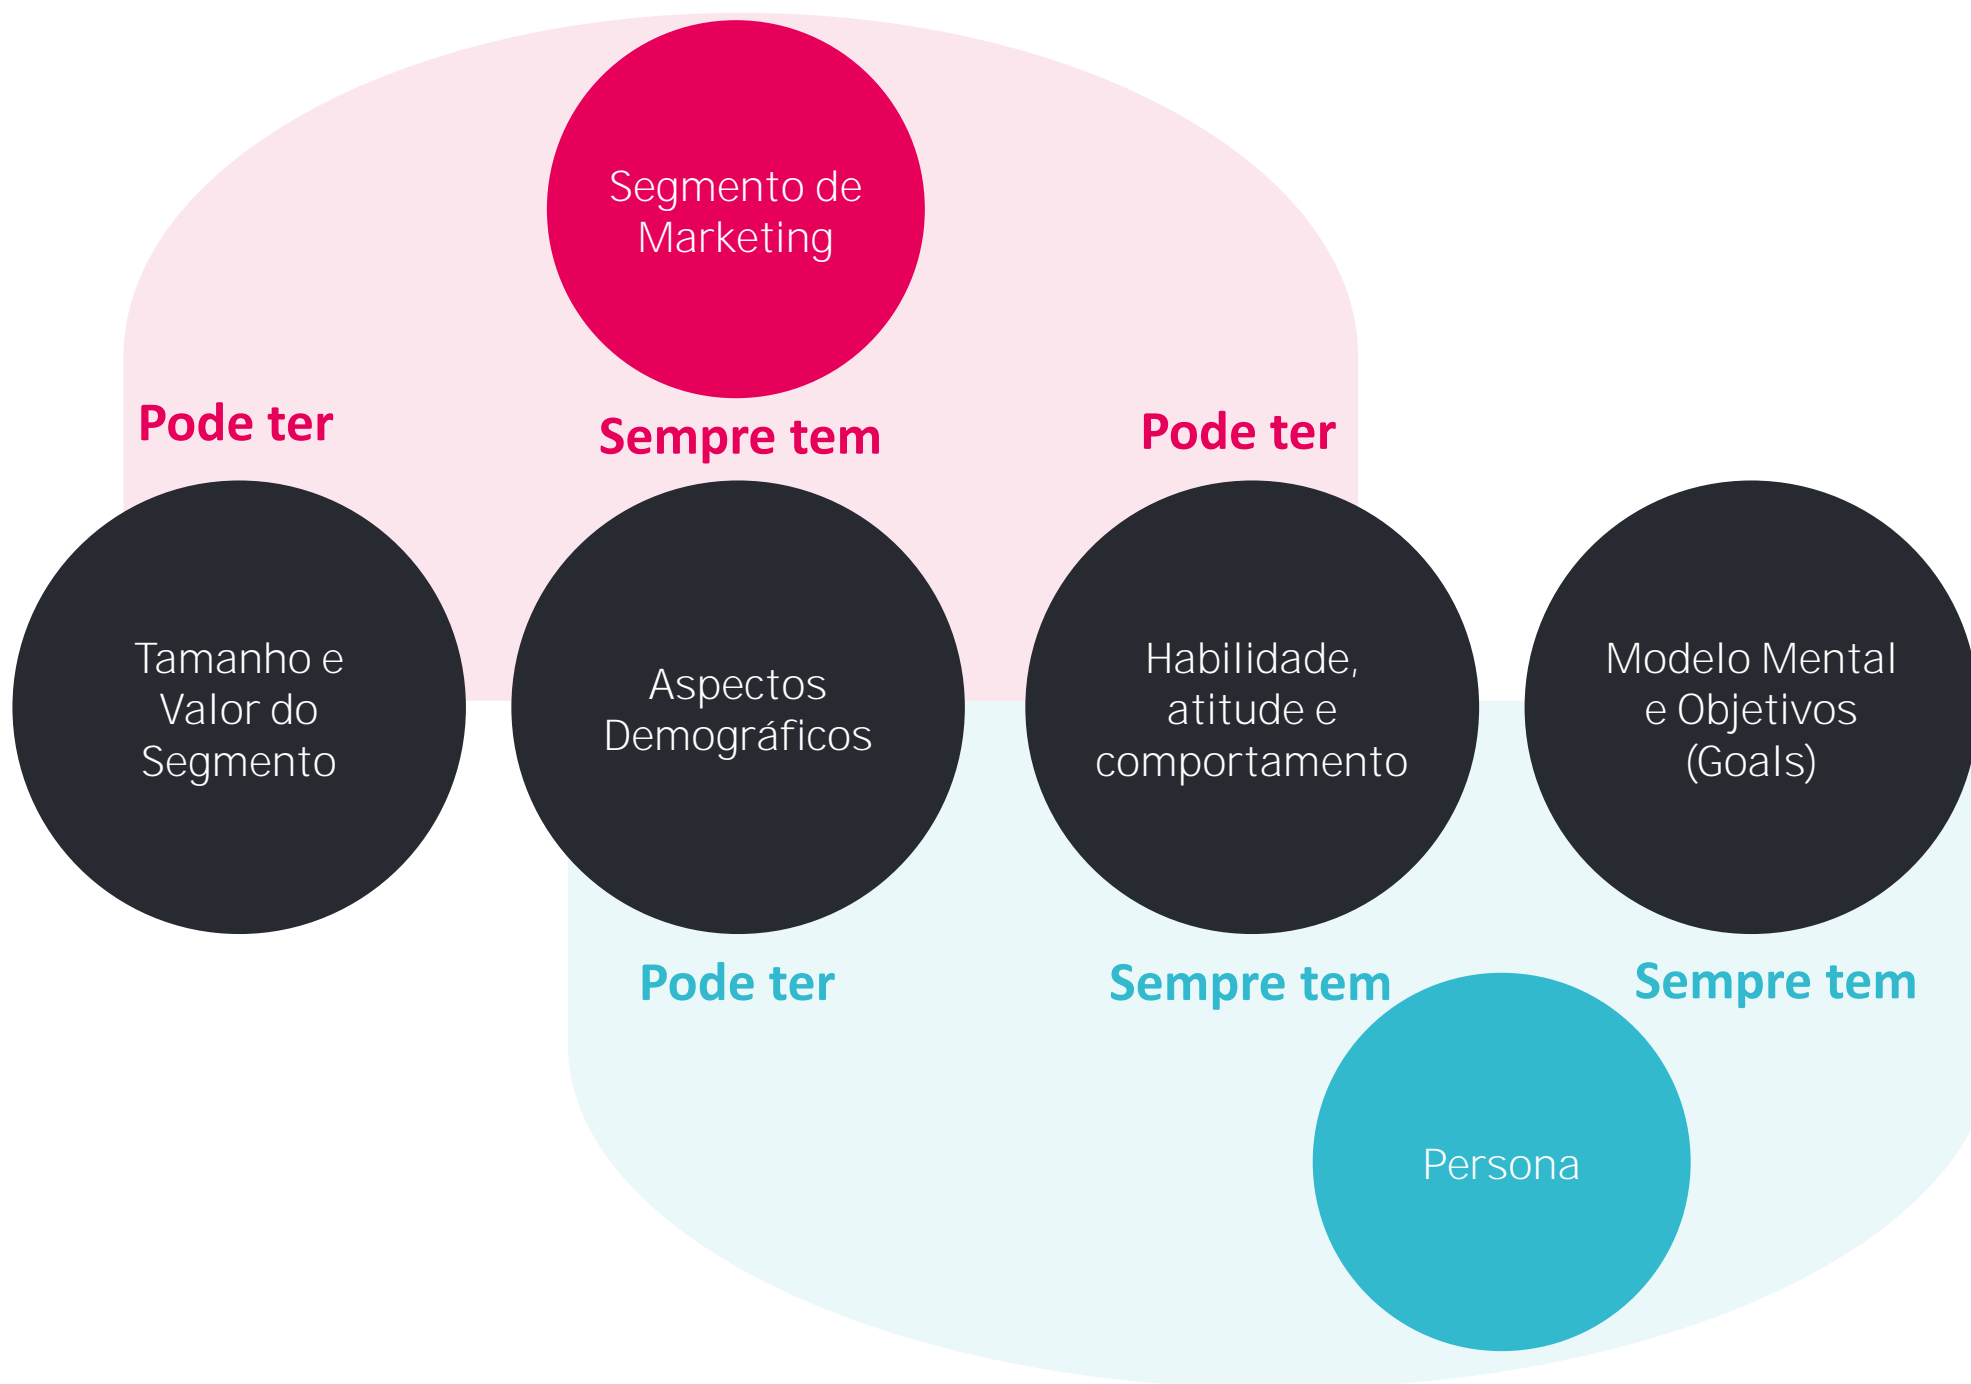 Segmento de
Marketing
Pode ter
Sempre tem
Pode ter
Tamanho e
Valor do
Segmento
Aspectos
Demográficos
Habilidade,
atitude e
comportamento
Modelo Mental
e Objetivos
(Goals)
Pode ter
Sempre tem
Sempre tem
Persona